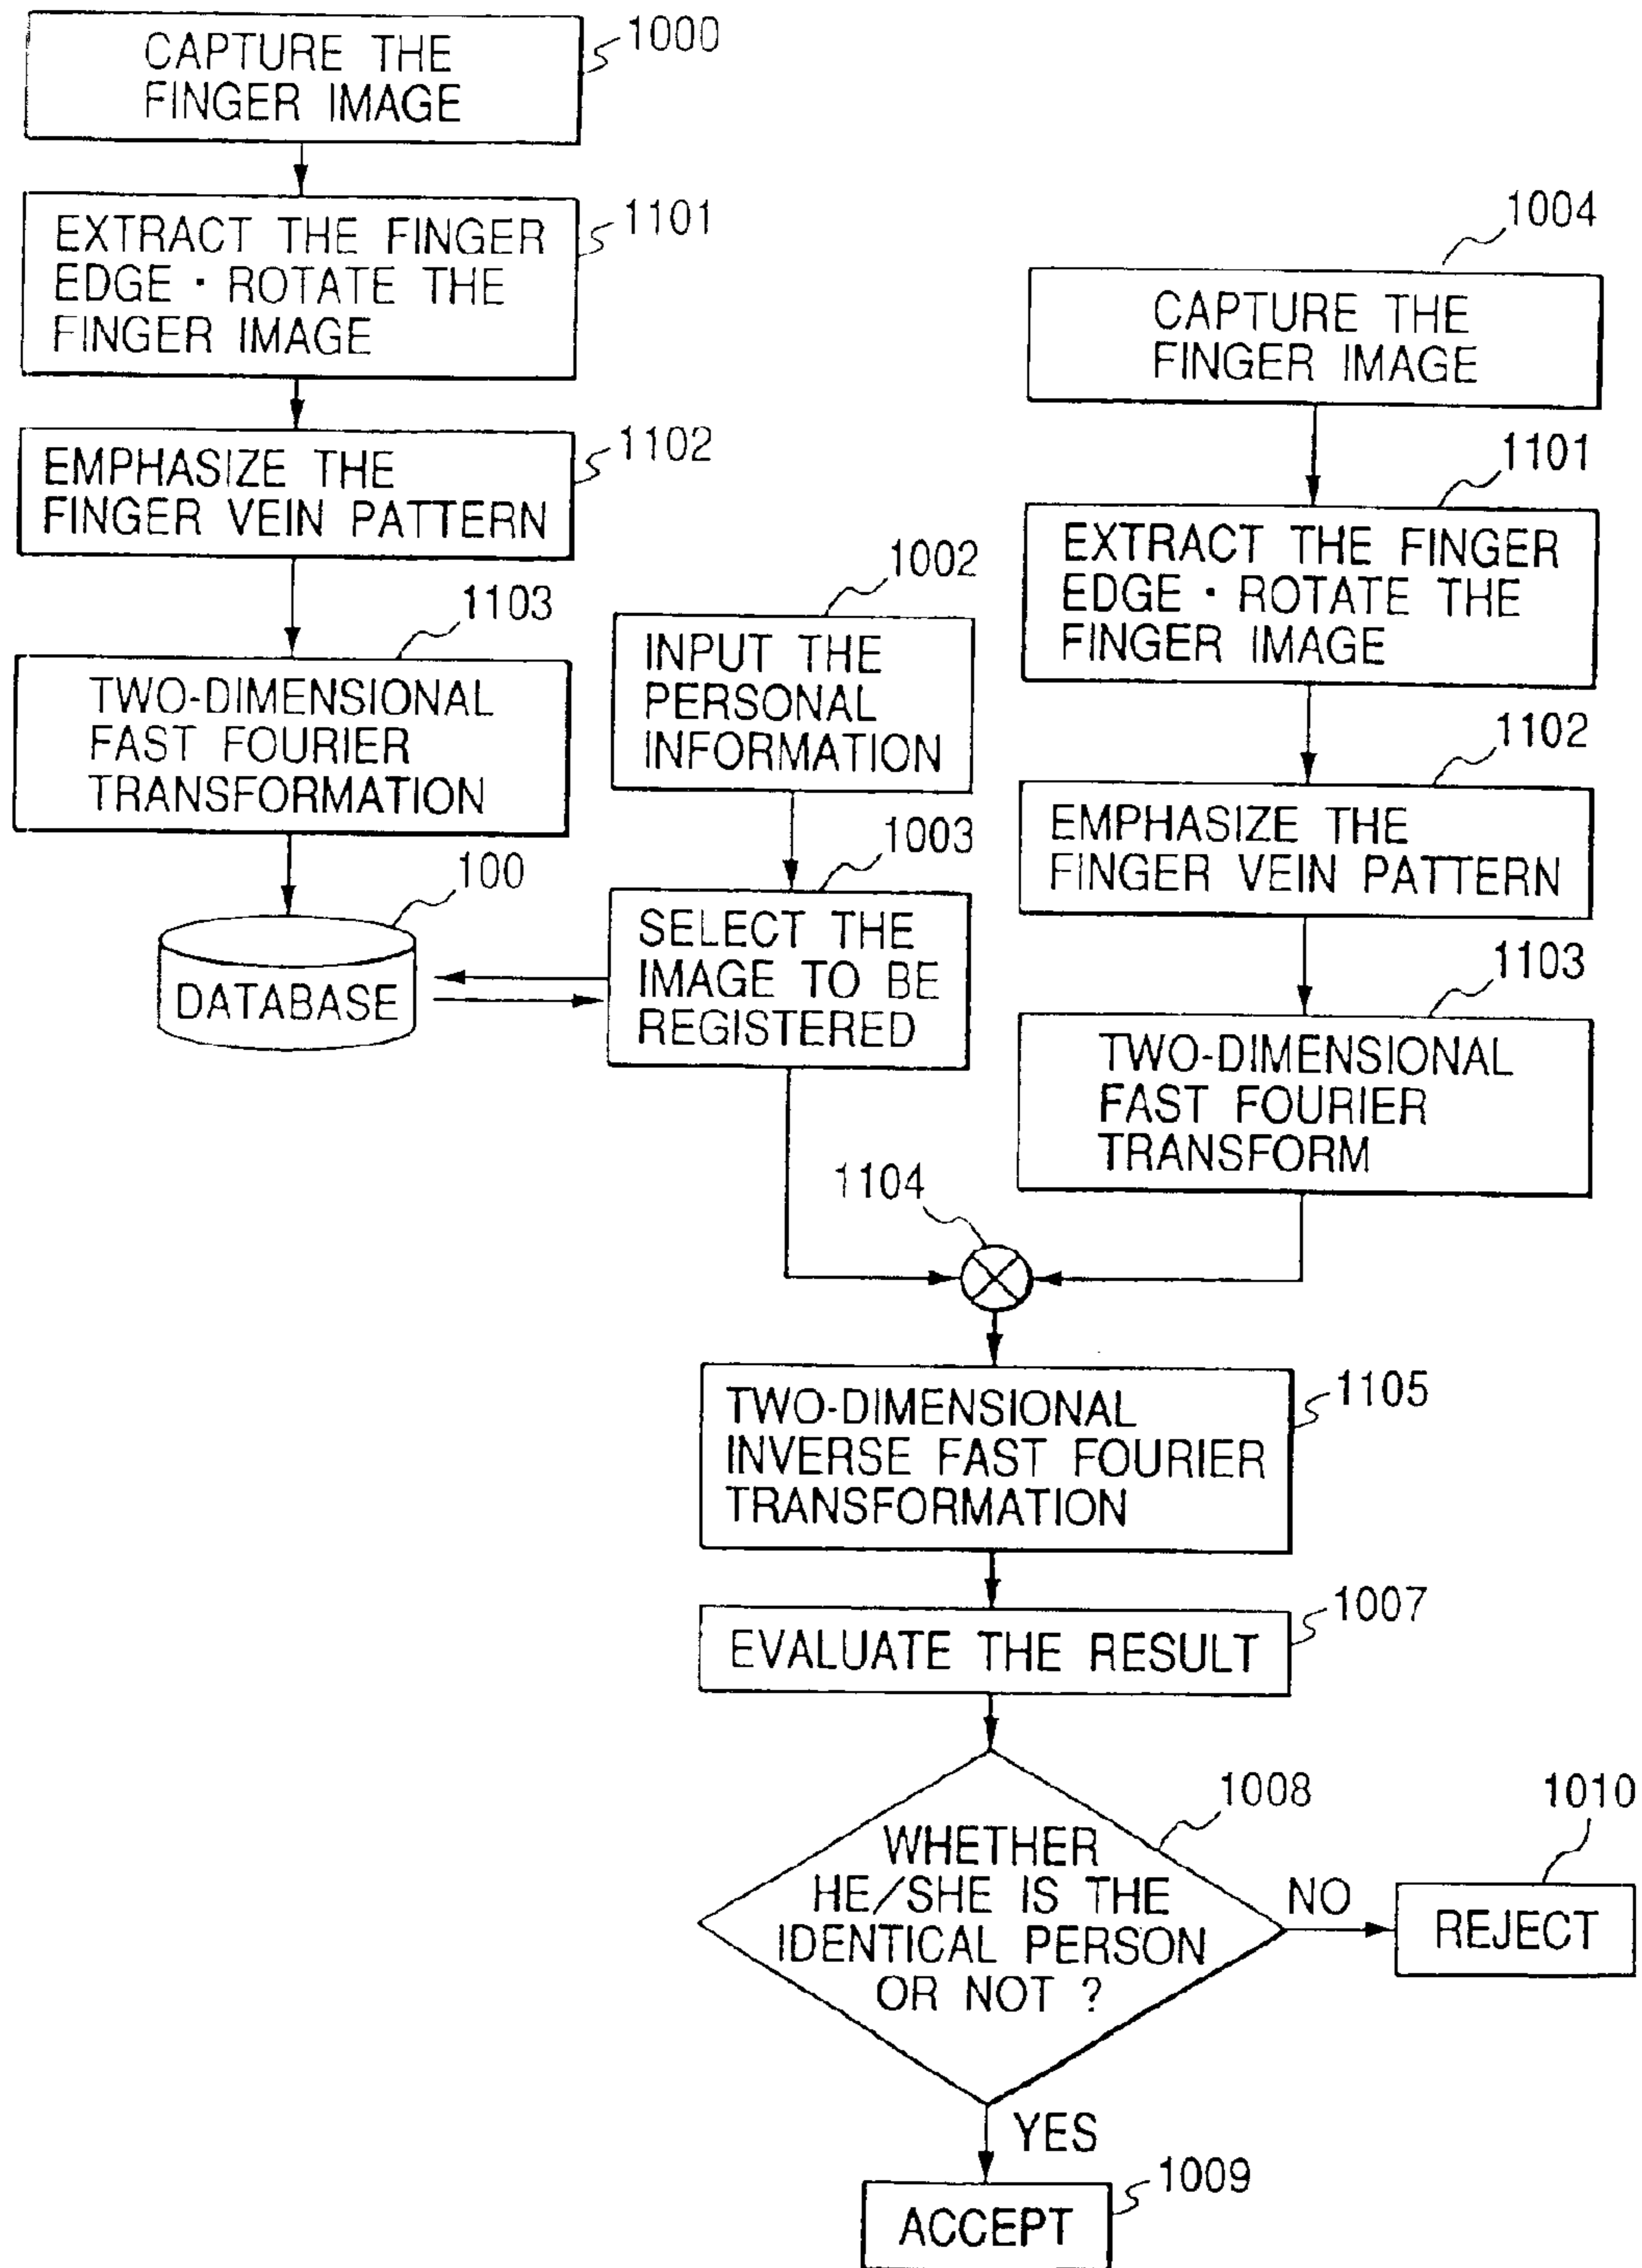 1000
CAPTURE THE
FINGER IMAGE
1101
EXTRACT THE FINGER
EDGE · ROTATE THE
FINGER IMAGE
1102
EMPHASIZE THE
FINGER VEIN PATTERN
1103
TWO-DIMENSIONAL
FAST FOURIER
TRANSFORMATION
100
DATABASE
1002
INPUT THE
PERSONAL
INFORMATION
1003
SELECT THE
IMAGE TO BE
REGISTERED
1004
CAPTURE THE
FINGER IMAGE
1101
EXTRACT THE FINGER
EDGE · ROTATE THE
FINGER IMAGE
1102
EMPHASIZE THE
FINGER VEIN PATTERN
1103
TWO-DIMENSIONAL
FAST FOURIER
TRANSFORM
1104
1105
TWO-DIMENSIONAL
INVERSE FAST FOURIER
TRANSFORMATION
1007
EVALUATE THE RESULT
1008
WHETHER
HE/SHE IS THE
IDENTICAL PERSON
OR NOT ?
NO
1010
REJECT
YES
1009
ACCEPT